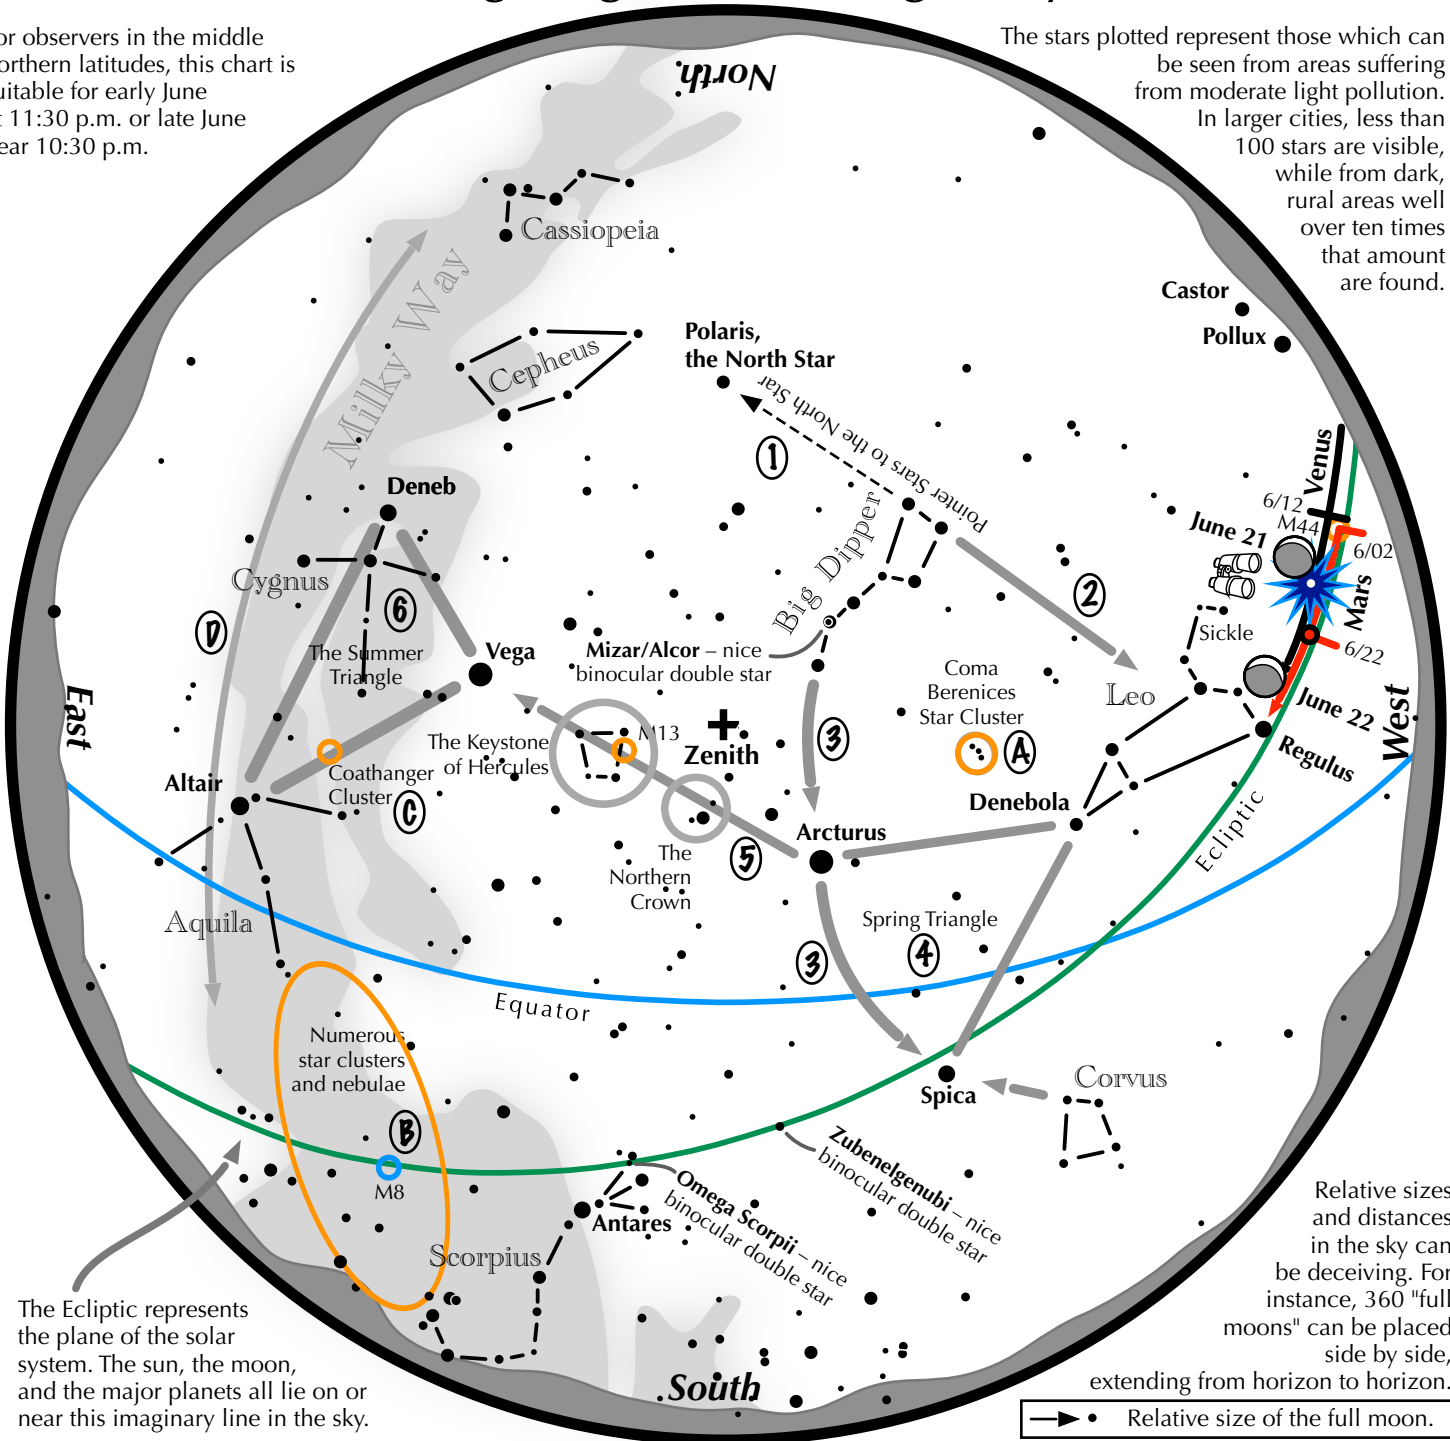 or observers in the middle
orthern latitudes, this chart is
uitable for early June
t 11:30 p.m. or late June
ear 10:30 p.m.
The stars plotted represent those which can
be seen from areas suffering
from moderate light pollution.
In larger cities, less than
100 stars are visible,
while from dark,
rural areas well
over ten times
that amount
are found.
North
Cassiopeia
Milky Way
Cepheus
Polaris,
the North Star
Castor
Pollux
Pointer Stars to the North Star
1
Deneb
Cygnus
6
D
The Summer
Triangle
Vega
Big Dipper
Mizar/Alcor – nice
binocular double star
2
Venus
6/12
M44
6/02
June 21
Mars
6/22
Sickle
Leo
June 22
Regulus
West
East
Coma
Berenices
Star Cluster
A
3
Zenith
M13
The Keystone
of Hercules
Coathanger
Cluster
C
Altair
Denebola
Arcturus
5
The
Northern
Crown
Ecliptic
Spring Triangle
4
3
Aquila
Equator
Numerous
star clusters
and nebulae
B
M8
Spica
Corvus
Zubenelgenubi – nice
binocular double star
Omega Scorpii – nice
binocular double star
Antares
Scorpius
South
The Ecliptic represents
the plane of the solar
system. The sun, the moon,
and the major planets all lie on or
near this imaginary line in the sky.
Relative sizes
and distances
in the sky can
be deceiving. For
instance, 360 "full
moons" can be placed
side by side,
extending from horizon to horizon.
Relative size of the full moon.